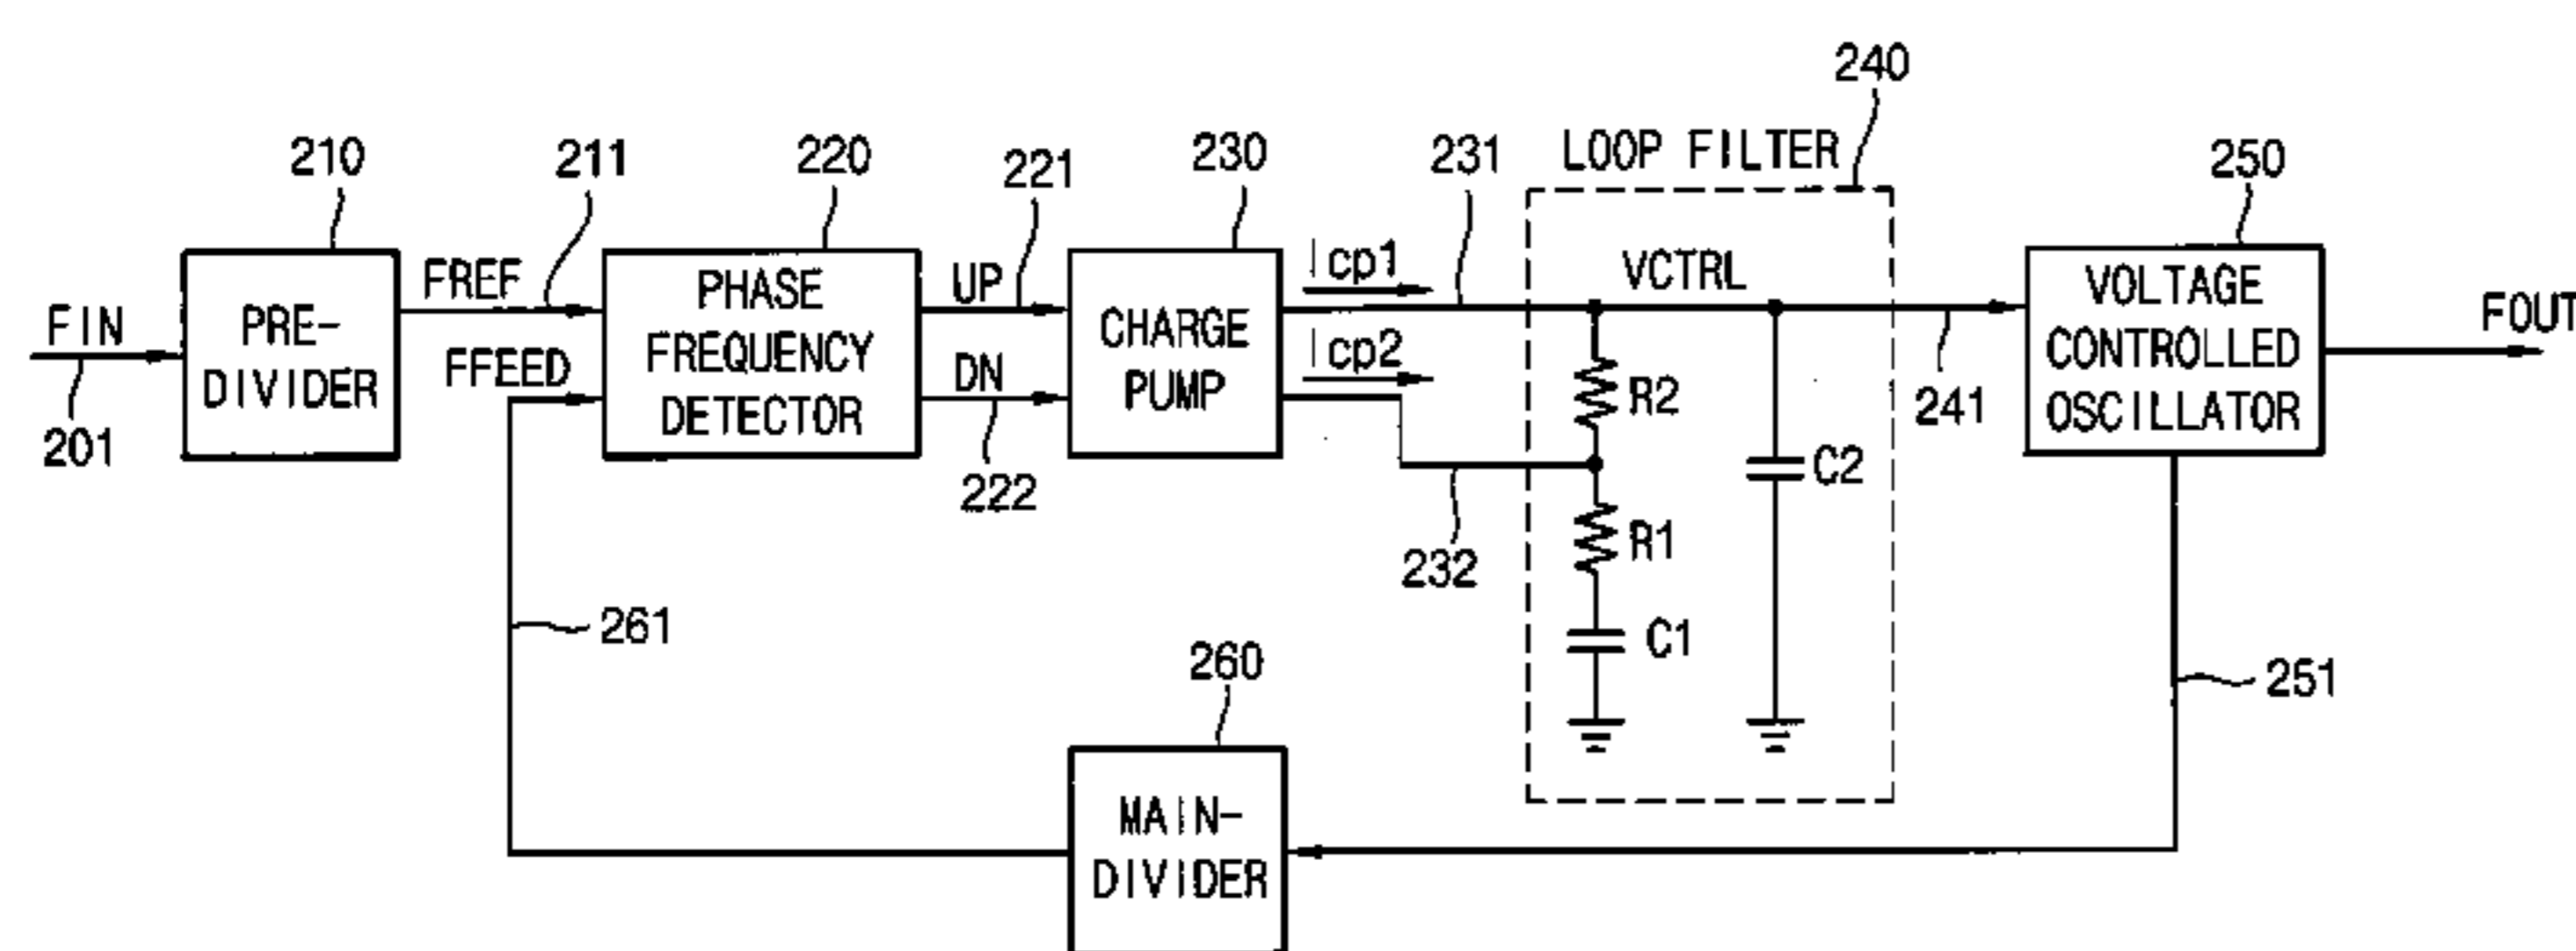 240
210
211
220
221
230
231
LOOP FILTER
250
FIN
201
PRE-
DIVIDER
FREF
FFEED
PHASE
FREQUENCY
DETECTOR
UP
DN
222
CHARGE
PUMP
Icp1
Icp2
VCTRL
R2
R1
C1
C2
232
241
VOLTAGE
CONTROLLED
OSCILLATOR
FOUT
261
260
251
MAIN-
DIVIDER